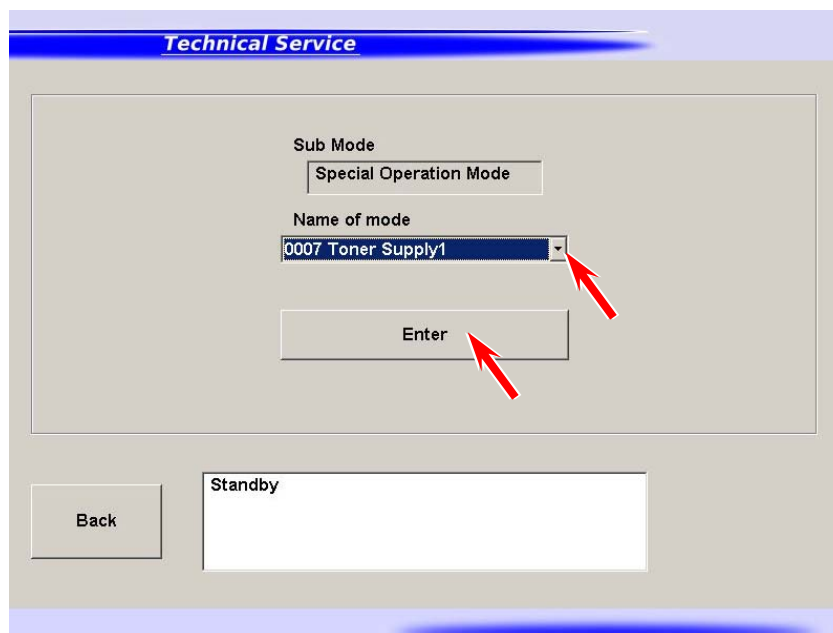 Technical Service
Sub Mode
Special Operation Mode
Name of mode
0007 Toner Supply1
Enter
Standby
Back